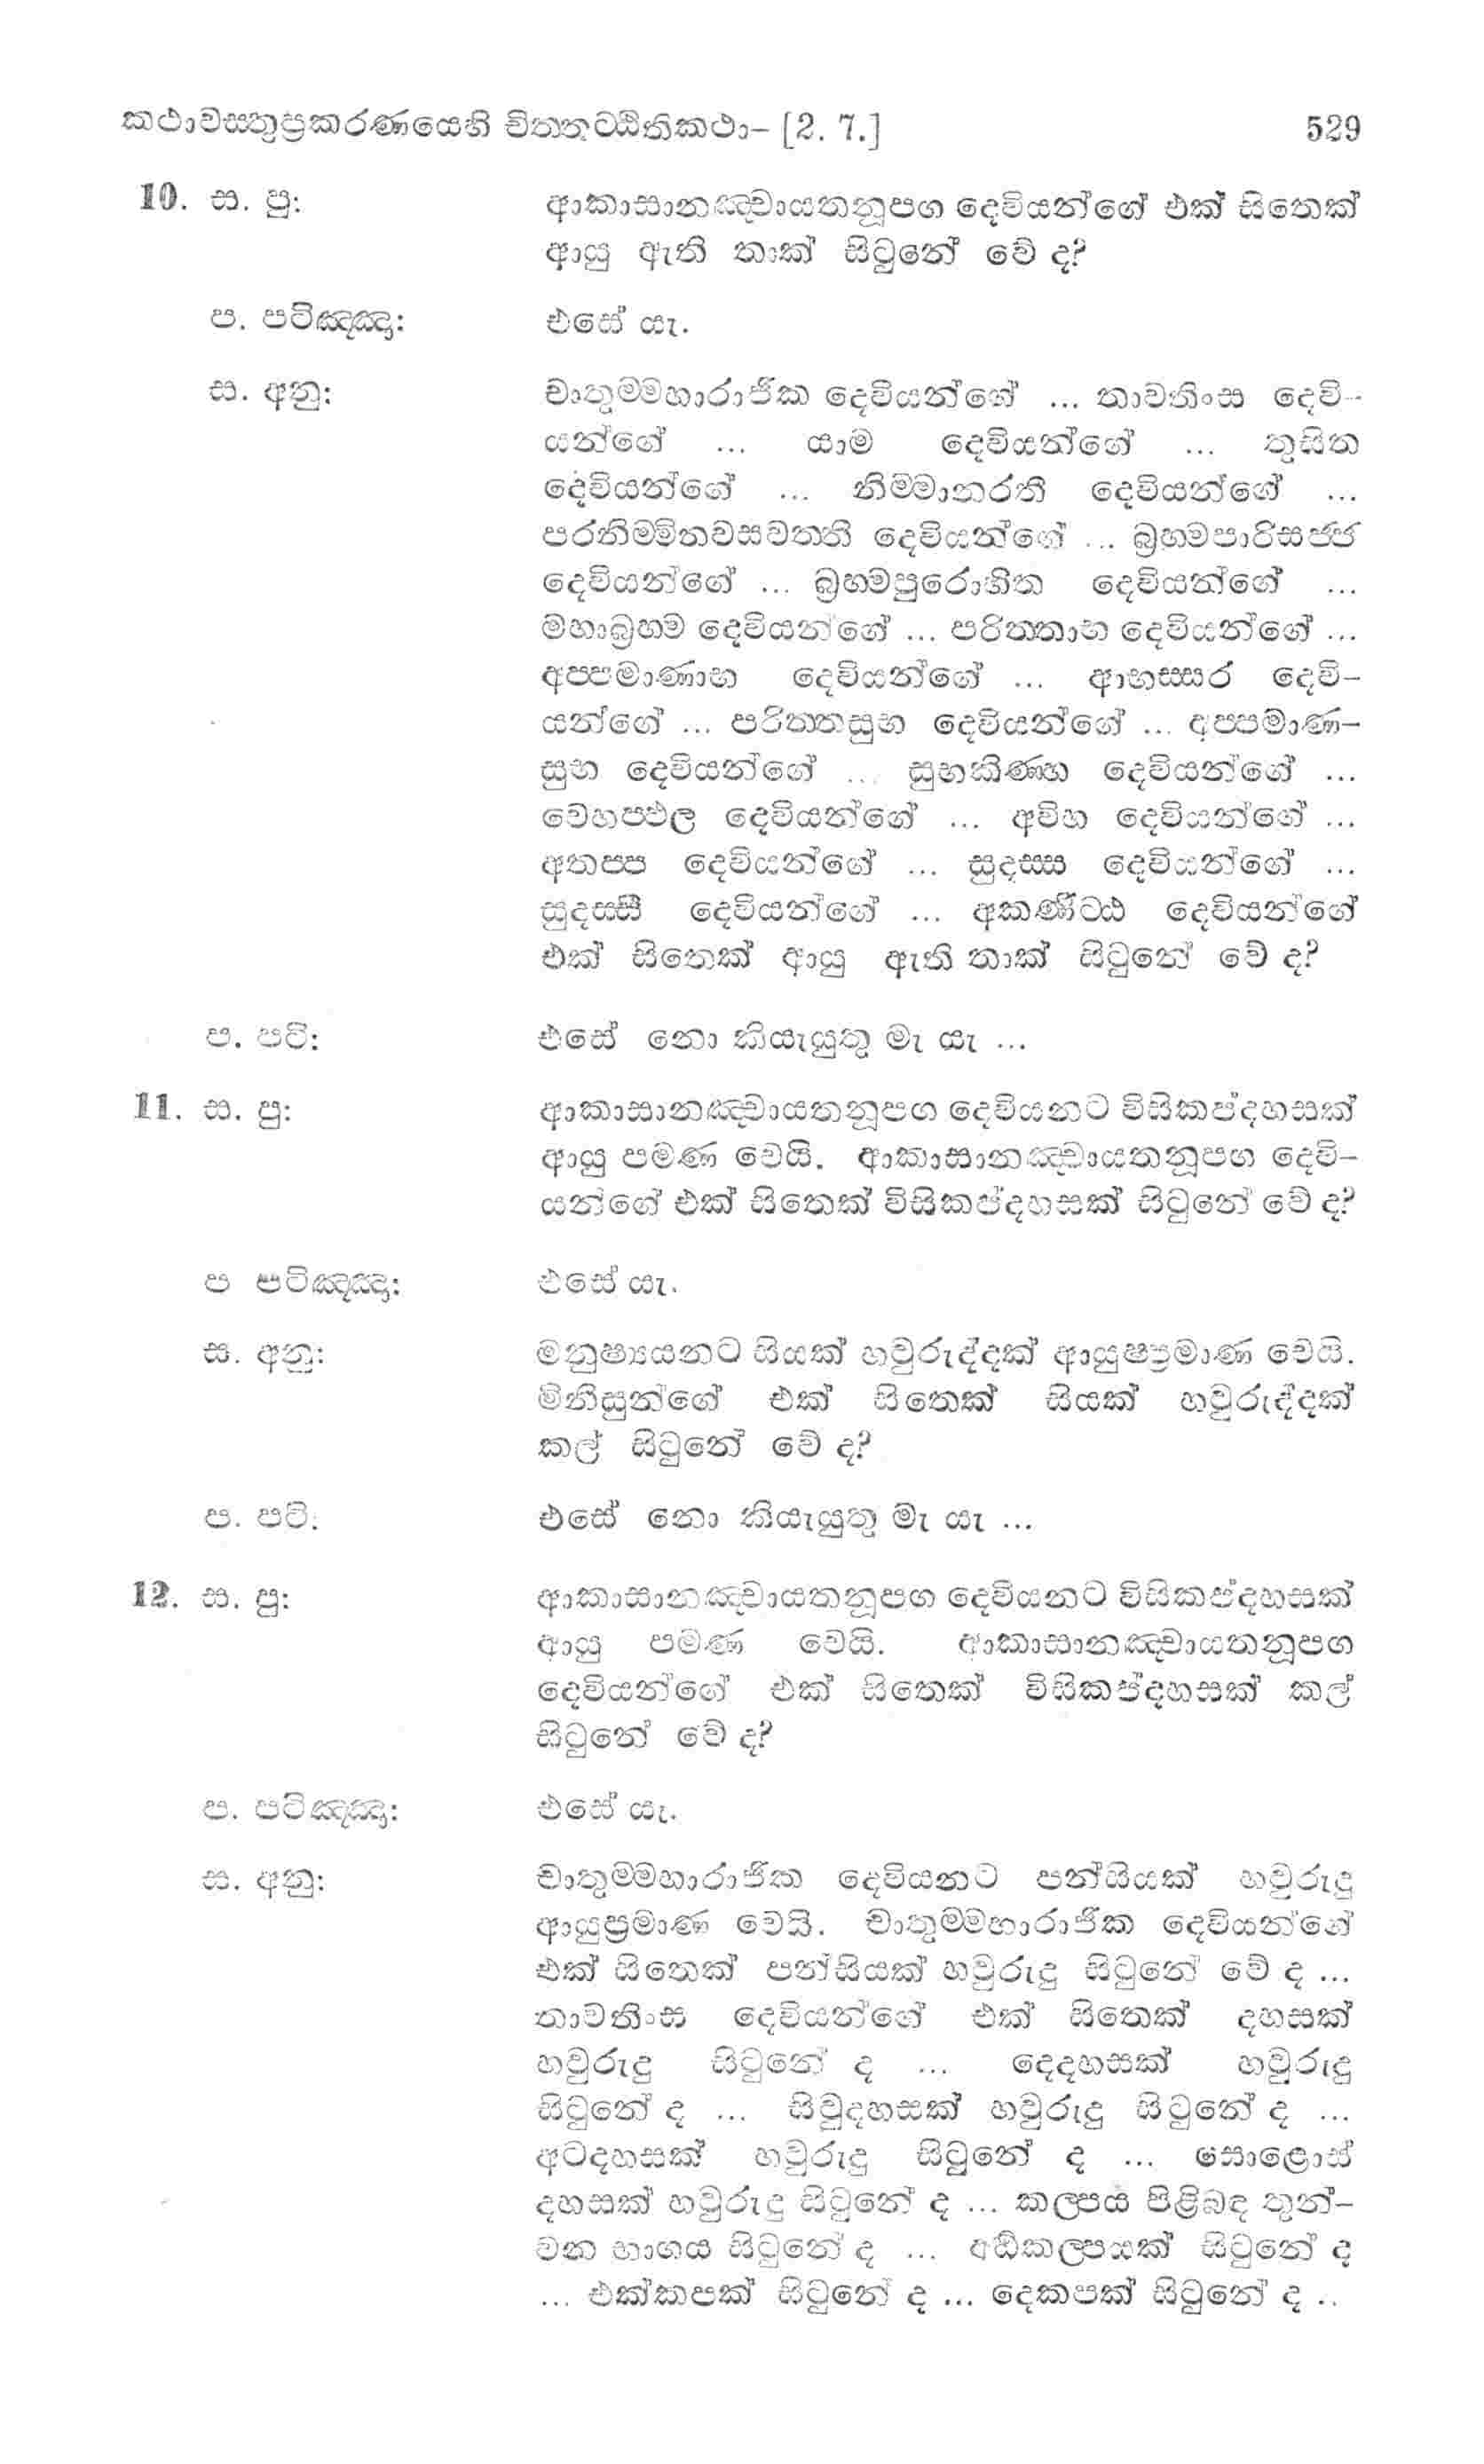 කථාවස්තුප්‍රකරණයෙහි චිත්තට්ඨිතිකථා– [2. 7.] 529
10. ස. පු: ආකාසානඤ්චායතනූපග දෙවියන්ගේ එක් සිතෙක්
ආයු ඇති තාක් සිටුනේ වේ ද?
ප. පටිඤ්ඤා: එසේ යැ.
ස. අනු: චාතුම්මහාරාජික දෙවියන්ගේ ... තාවතිංස දෙවි-
යන්ගේ ... යාම දෙවියන්ගේ ... තුසිත
දෙවියන්ගේ ... නිම්මානරතී දෙවියන්ගේ ...
පරනිම්මිතවසවත්තී දෙවියන්ගේ ... බ්‍රහ්මපාරිසජ්ජ
දෙවියන්ගේ ... බ්‍රහ්මපුරොහිත දෙවියන්ගේ ...
මහාබ්‍රහ්ම දෙවියන්ගේ ... පරිත්තාභ දෙවියන්ගේ ...
අප්පමාණාභ දෙවියන්ගේ ... ආභස්සර දෙවි–
යන්ගේ ... පරිත්තසුභ දෙවියන්ගේ ... අප්පමාණ–
සුභ දෙවියන්ගේ ... සුභකිණ්හ දෙවියන්ගේ ...
වෙහප්ඵල දෙවියන්ගේ ... අවිහ දෙවියන්ගේ ...
අතප්ප දෙවියන්ගේ ... සුදස්ස දෙවියන්ගේ ...
සුදස්සී දෙවියන්ගේ ... අකණිට්ඨ දෙවියන්ගේ
එක් සිතෙක් ආයු ඇති තාක් සිටුනේ වේ ද?
ප. පටි: එසේ නො කියැයුතු මැ යැ ...
11. ස. පු: ආකාසානඤ්චායතනූපග දෙවියනට විසිකප්දහසක්
ආයු පමණ වෙයි. ආකාසානඤ්චායතනූපග දෙවි–
යන්ගේ එක් සිතෙක් විසිකප්දහසක් සිටුනේ වේ ද?
ප පටිඤ්ඤා: එසේ යැ.
ස. අනු: මනුෂ්‍යයනට සියක් හවුරුද්දක් ආයුෂප්‍රමාණ වෙයි.
මිනිසුන්ගේ එක් සිතෙක් සියක් හවුරුද්දක්
කල් සිටුනේ වේ ද?
ප. පටි: එසේ නො කියැයුතු මැ යැ ...
12. ස. පු: ආකාසානඤ්චායතනූපග දෙවියනට විසිකප්දහසක්
ආයු පමණ වෙයි. ආකාසානඤ්චායතනූපග
දෙවියන්ගේ එක් සිතෙක් විසිකප්දහසක් කල්
සිටුනේ වේ ද?
ප. පටිඤ්ඤා: එසේ යැ.
ස. අනු: චාතුම්මහාරාජික දෙවියනට පන්සියක් හවුරුදු
ආයුප්‍රමාණ වෙයි. චාතුම්මහාරාජික දෙවියන්ගේ
එක් සිතෙක් පන්සියක් හවුරුදු සිටුනේ වේ ද ...
තාවතිංස දෙවියන්ගේ එක් සිතෙක් දහසක්
හවුරුදු සිටුනේ ද ... දෙදහසක් හවුරුදු
සිටුනේ ද ... සිවුදහසක් හවුරුදු සිටුනේ ද ...
අටදහසක් හවුරුදු සිටුනේ ද ... සොළොස්
දහසක් හවුරුදු සිටුනේ ද ... කල්පය පිළිබඳ තුන්–
වන භාගය සිටුනේ ද ... අඪකල්පයක් සිටුනේ ද
... එක්කපක් සිටුනේ ද ... දෙකපක් සිටුනේ ද ..